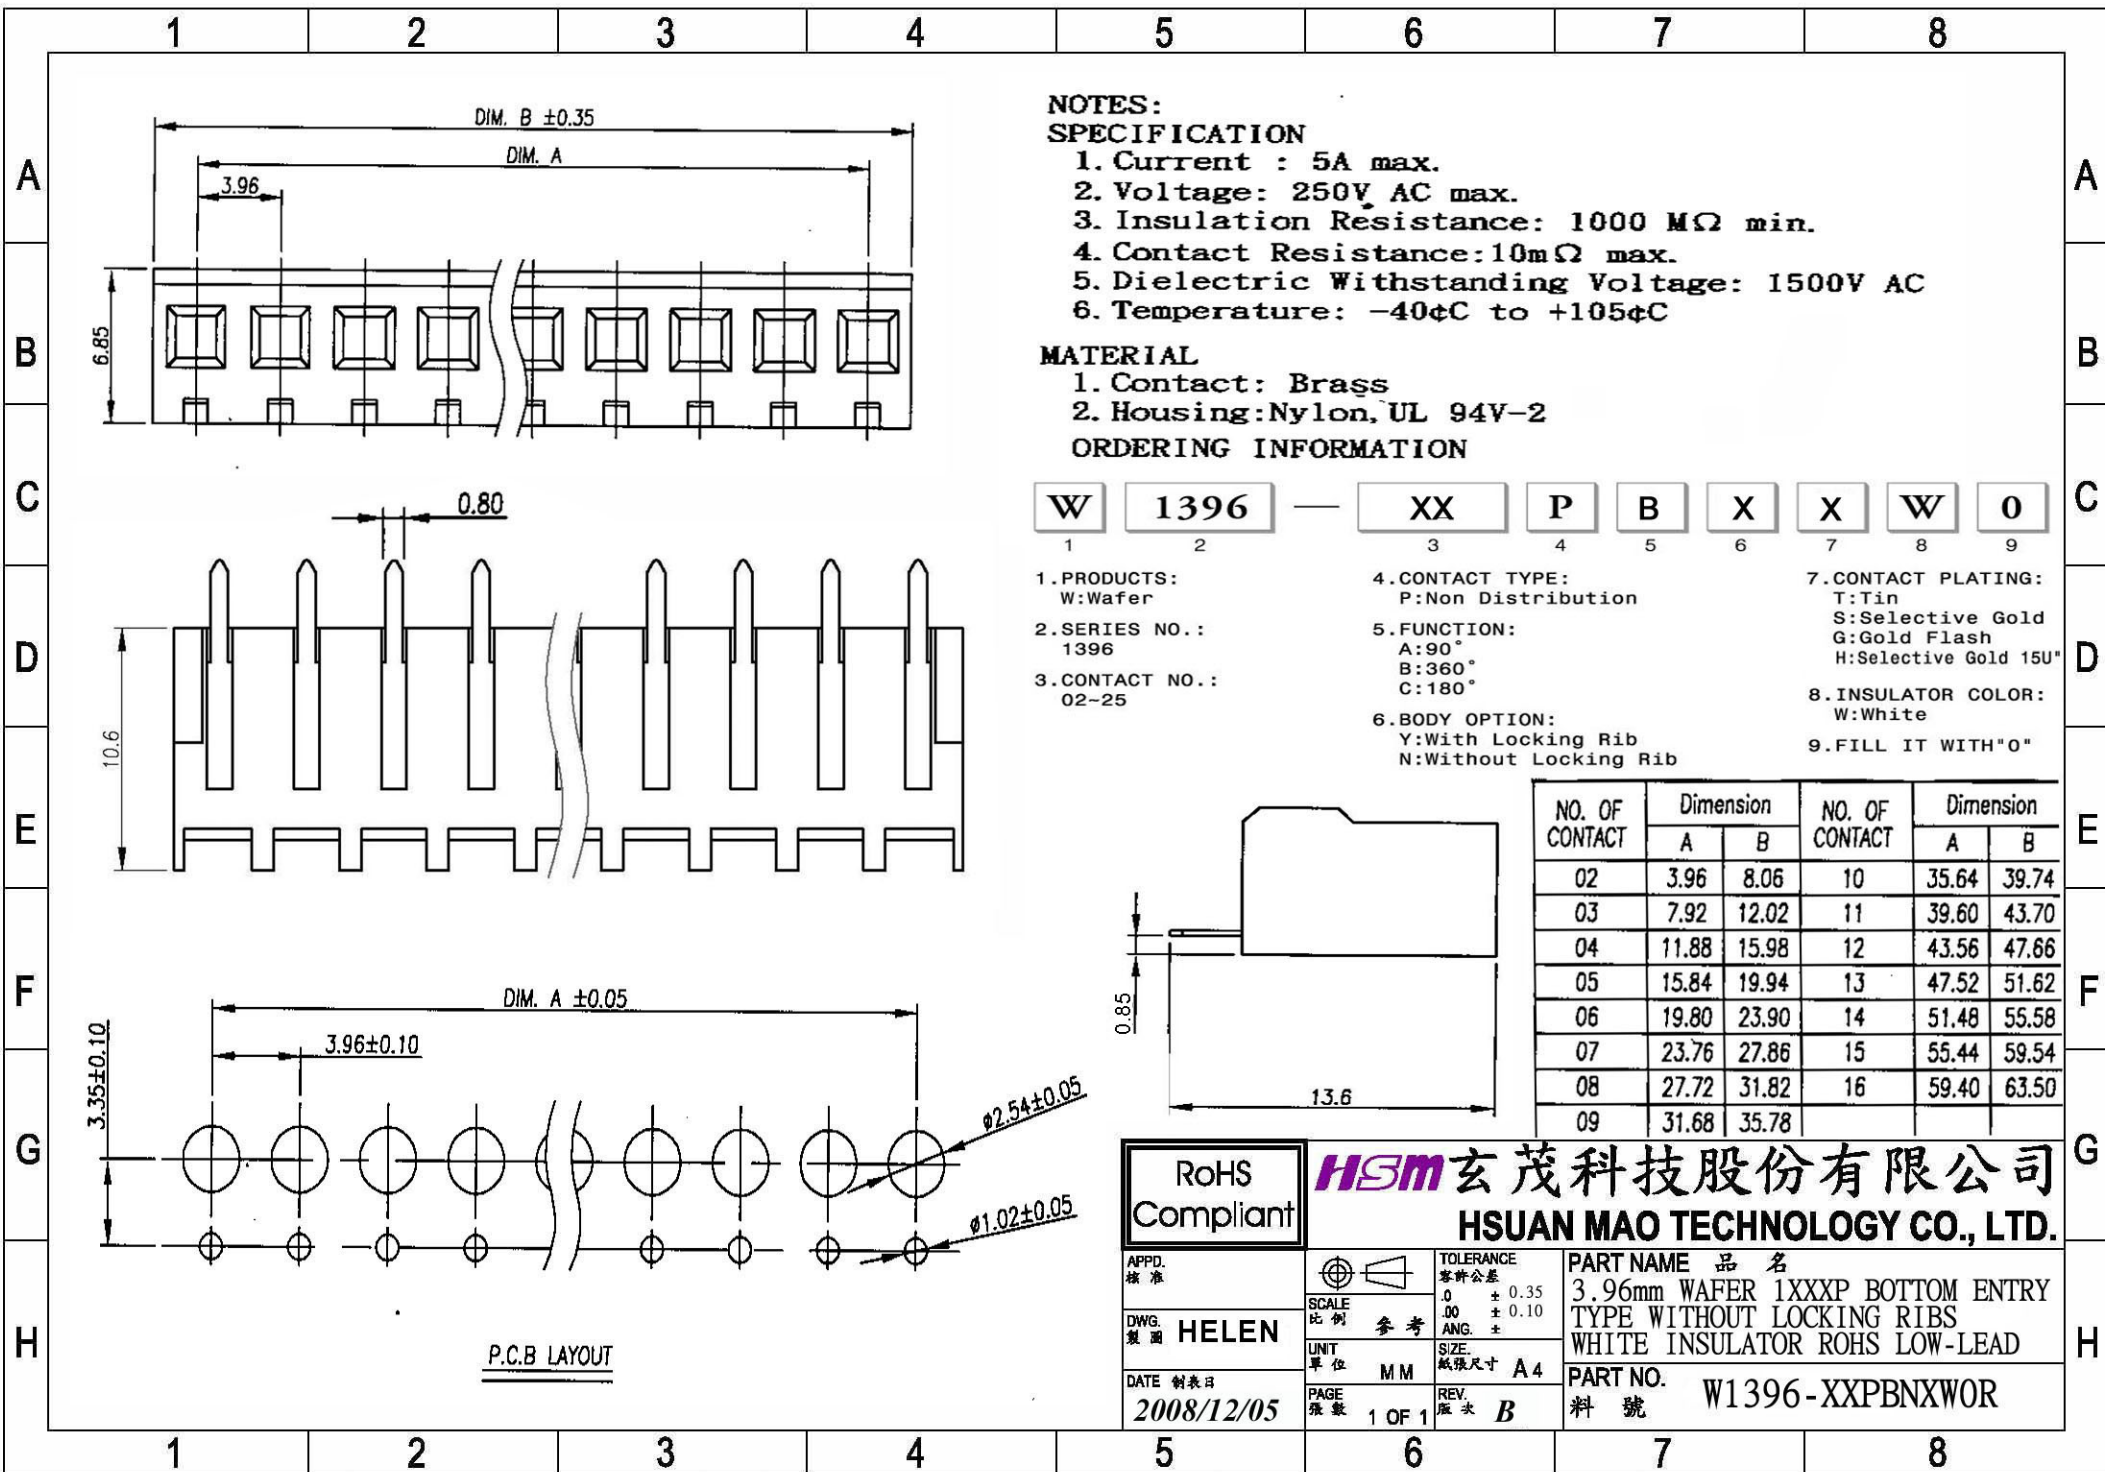 1 2 3 4 5 6 7 8
A
B
C
D
E
F
G
H
A
B
C
D
E
F
G
H
DIM. B ±0.35
DIM. A
3.96
6.85
0.80
10.6
DIM. A ±0.05
3.96±0.10
3.35±0.10
ø2.54±0.05
ø1.02±0.05
P.C.B LAYOUT
NOTES:
SPECIFICATION
1. Current : 5A max.
2. Voltage: 250V AC max.
3. Insulation Resistance: 1000 MΩ min.
4. Contact Resistance:10mΩ max.
5. Dielectric Withstanding Voltage: 1500V AC
6. Temperature: -40¢C to +105¢C
MATERIAL
1. Contact: Brass
2. Housing:Nylon, UL 94V-2
ORDERING INFORMATION
W 1396 — XX P B X X W 0
1 2 3 4 5 6 7 8 9
1.PRODUCTS:
W:Wafer
2.SERIES NO.:
1396
3.CONTACT NO.:
02~25
4.CONTACT TYPE:
P:Non Distribution
5.FUNCTION:
A:90°
B:360°
C:180°
6.BODY OPTION:
Y:With Locking Rib
N:Without Locking Rib
7.CONTACT PLATING:
T:Tin
S:Selective Gold
G:Gold Flash
H:Selective Gold 15U"
8.INSULATOR COLOR:
W:White
9.FILL IT WITH"0"
0.85
13.6
NO. OF CONTACT Dimension NO. OF CONTACT Dimension
A B A B
02 3.96 8.06 10 35.64 39.74
03 7.92 12.02 11 39.60 43.70
04 11.88 15.98 12 43.56 47.66
05 15.84 19.94 13 47.52 51.62
06 19.80 23.90 14 51.48 55.58
07 23.76 27.86 15 55.44 59.54
08 27.72 31.82 16 59.40 63.50
09 31.68 35.78
RoHS
Compliant
HSM 玄茂科技股份有限公司
HSUAN MAO TECHNOLOGY CO., LTD.
APPD.
核 准
DWG.
製 圖 HELEN
DATE 制表日
2008/12/05
SCALE
比 例 參 考
UNIT
單 位 MM
PAGE
張 數 1 OF 1
TOLERANCE
容許公差
.0 ± 0.35
.00 ± 0.10
ANG. ±
SIZE.
紙張尺寸 A4
REV.
版 次 B
PART NAME 品 名
3.96mm WAFER 1XXXP BOTTOM ENTRY
TYPE WITHOUT LOCKING RIBS
WHITE INSULATOR ROHS LOW-LEAD
PART NO.
料 號 W1396-XXPBNXW0R
1 2 3 4 5 6 7 8